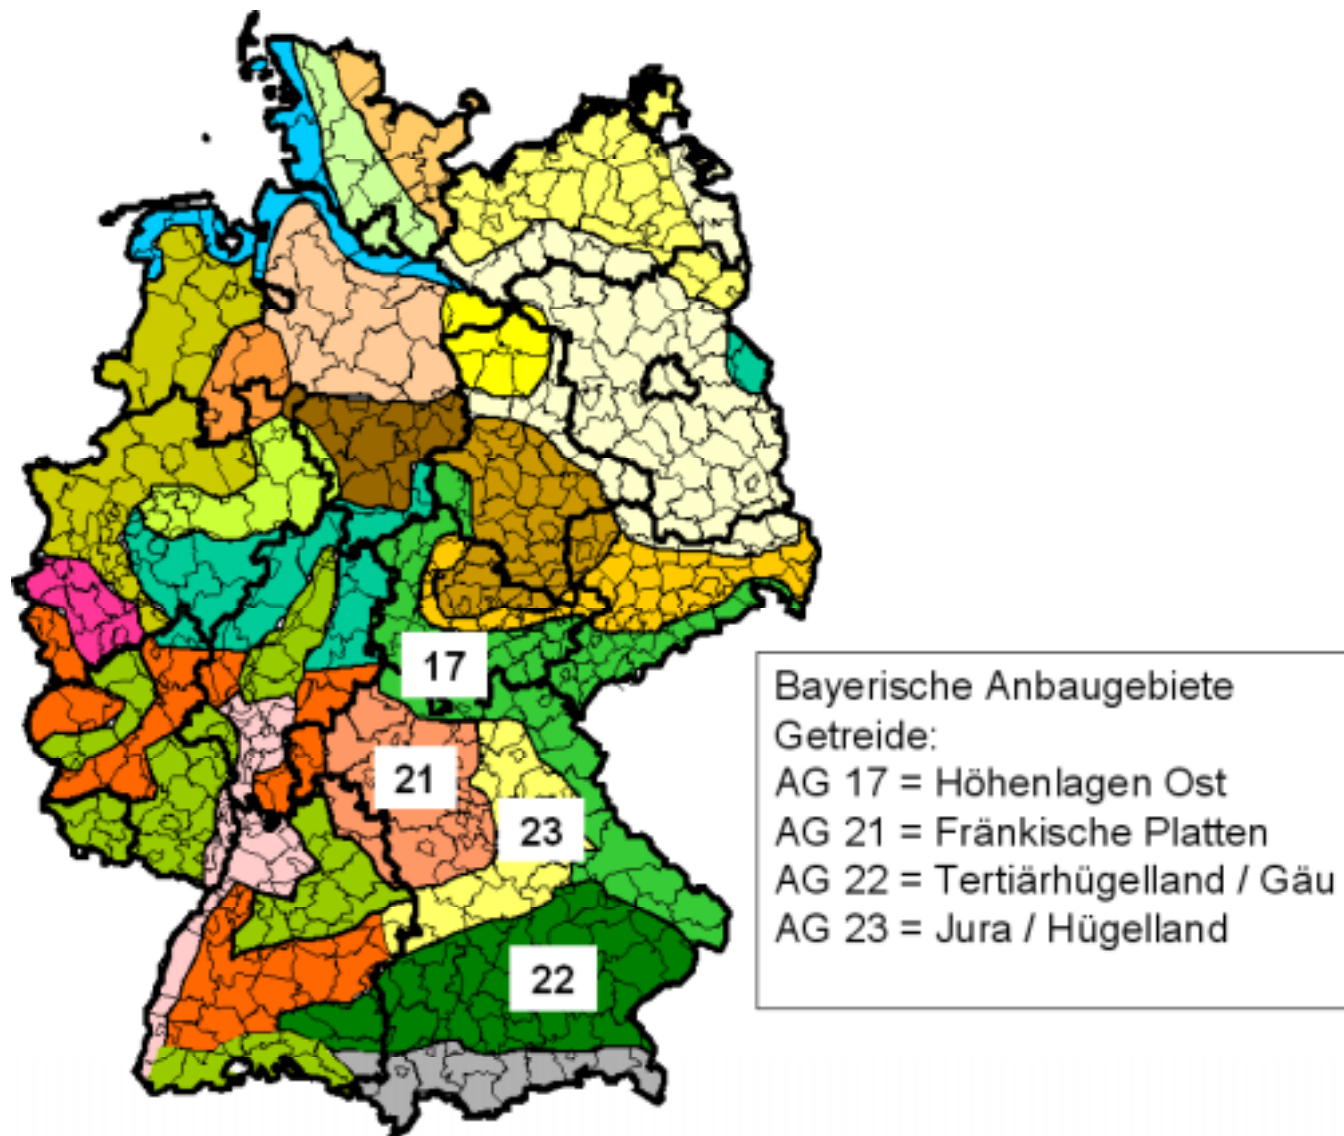 17
21
23
22
Bayerische Anbaugebiete
Getreide:
AG 17 = Höhenlagen Ost
AG 21 = Fränkische Platten
AG 22 = Tertiärhügelland / Gäu
AG 23 = Jura / Hügelland